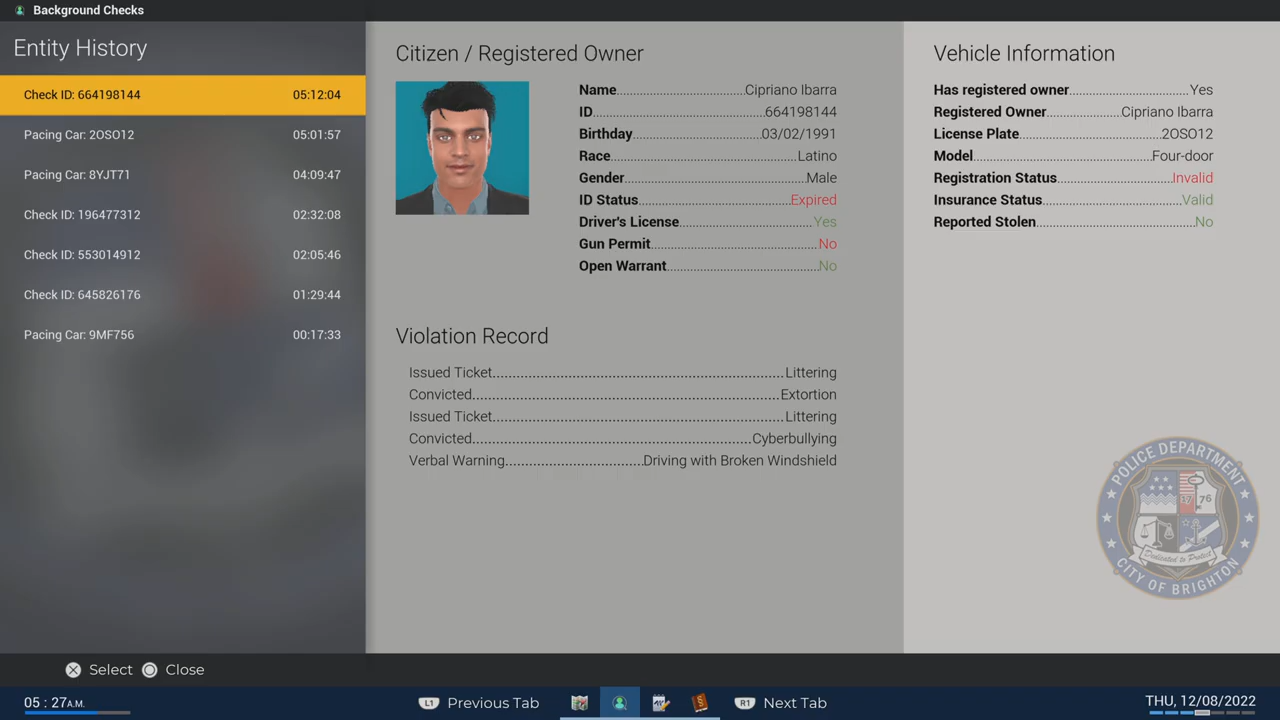 Background Checks
Entity History
Check ID: 664198144 05:12:04
Pacing Car: 2OSO12 05:01:57
Pacing Car: 8YJT71 04:09:47
Check ID: 196477312 02:32:08
Check ID: 553014912 02:05:46
Check ID: 645826176 01:29:44
Pacing Car: 9MF756 00:17:33
Citizen / Registered Owner
Name Cipriano Ibarra
ID 664198144
Birthday 03/02/1991
Race Latino
Gender Male
ID Status Expired
Driver's License Yes
Gun Permit No
Open Warrant No
Violation Record
Issued Ticket Littering
Convicted Extortion
Issued Ticket Littering
Convicted Cyberbullying
Verbal Warning Driving with Broken Windshield
Vehicle Information
Has registered owner Yes
Registered Owner Cipriano Ibarra
License Plate 2OSO12
Model Four-door
Registration Status Invalid
Insurance Status Valid
Reported Stolen No
POLICE DEPARTMENT
1776
Dedicated to Protect
CITY OF BRIGHTON
Select Close
05 : 27A.M.
L1 Previous Tab
R1 Next Tab
THU, 12/08/2022